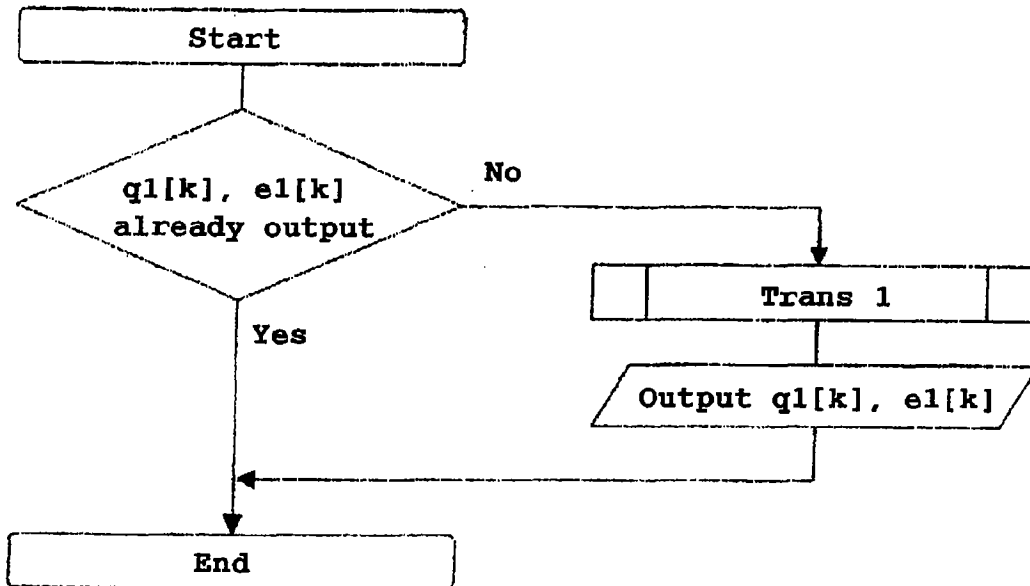 Start
q1[k], e1[k]
already output
No
Yes
Trans 1
Output q1[k], e1[k]
End